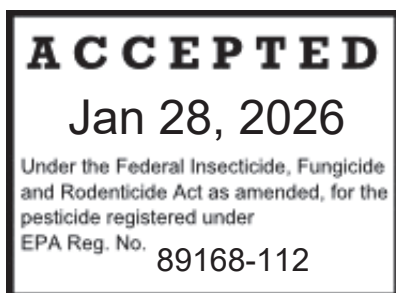 ACCEPTED
Jan 28, 2026
Under the Federal Insecticide, Fungicide
and Rodenticide Act as amended, for the
pesticide registered under
EPA Reg. No. 89168-112